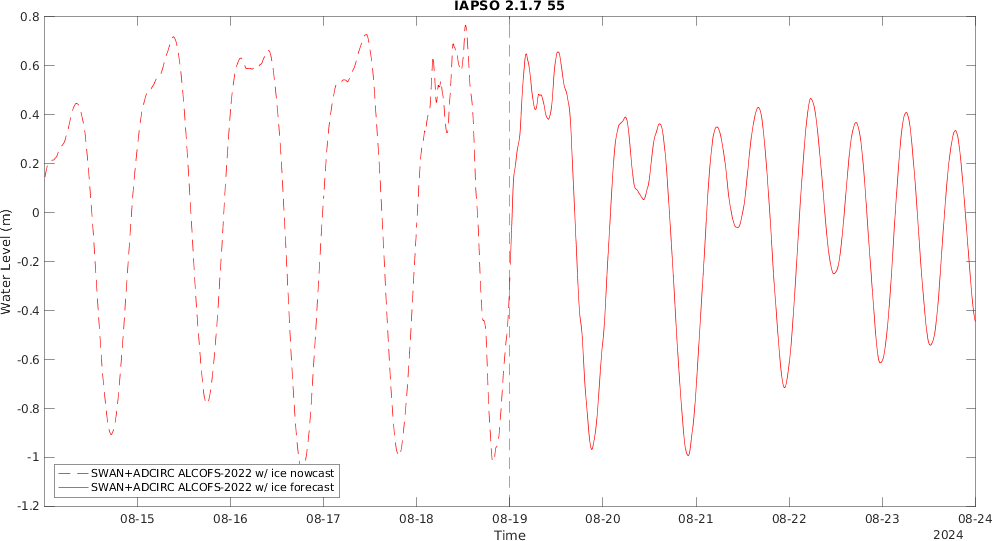 IAPSO 2.1.7 55
0.8
0.6
0.4
0.2
0
-0.2
-0.4
-0.6
-0.8
-1
-1.2
Water Level (m)
SWAN+ADCIRC ALCOFS-2022 w/ ice nowcast
SWAN+ADCIRC ALCOFS-2022 w/ ice forecast
08-15 08-16 08-17 08-18 08-19 08-20 08-21 08-22 08-23 08-24
Time
2024